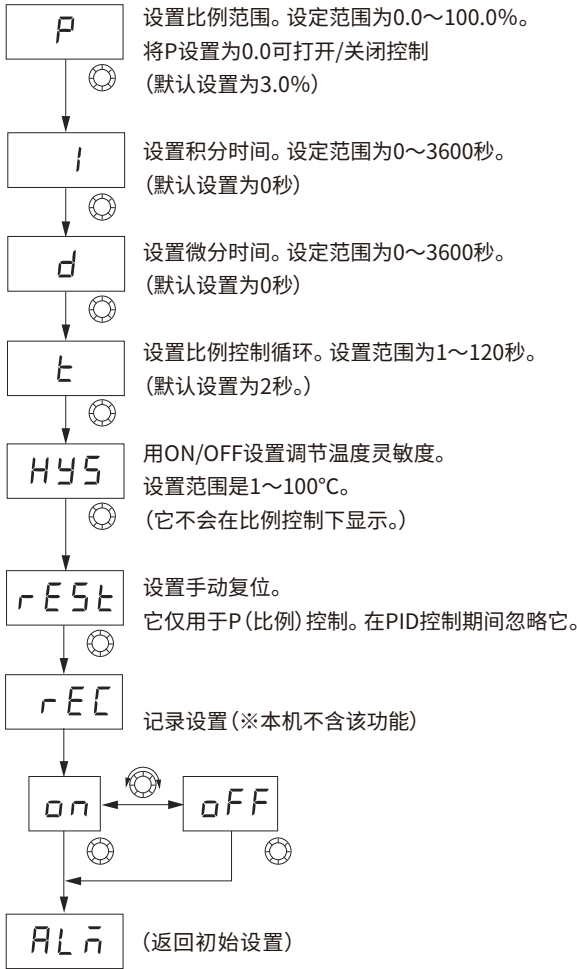 P
设置比例范围。设定范围为0.0～100.0%。
将P设置为0.0可打开/关闭控制
（默认设置为3.0%）
I
设置积分时间。设定范围为0～3600秒。
（默认设置为0秒）
d
设置微分时间。设定范围为0～3600秒。
（默认设置为0秒）
t
设置比例控制循环。设置范围为1～120秒。
（默认设置为2秒。）
HYS
用ON/OFF设置调节温度灵敏度。
设置范围是1～100℃。
（它不会在比例控制下显示。）
rESt
设置手动复位。
它仅用于P（比例）控制。在PID控制期间忽略它。
rEC
记录设置（※本机不含该功能）
on oFF
ALM （返回初始设置）